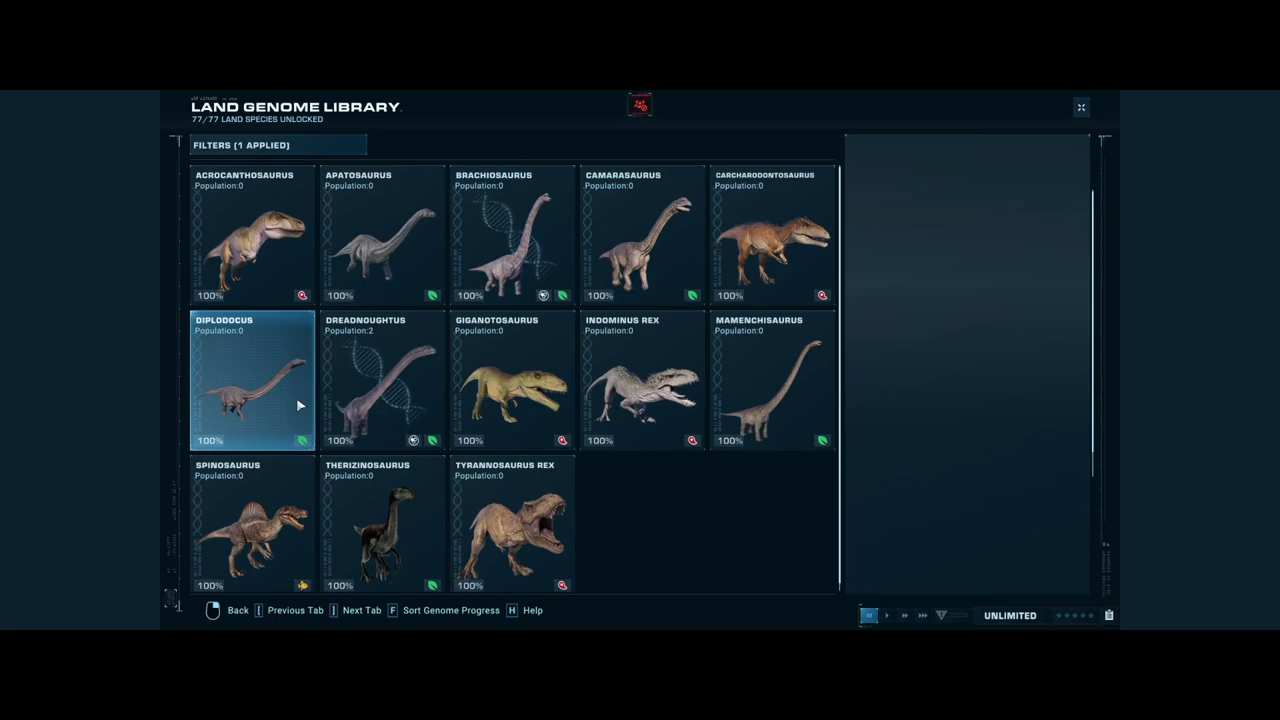 LAND GENOME LIBRARY
77/77 LAND SPECIES UNLOCKED
FILTERS (1 APPLIED)
ACROCANTHOSAURUS
Population:0
100%
APATOSAURUS
Population:0
100%
BRACHIOSAURUS
Population:0
100%
CAMARASAURUS
Population:0
100%
CARCHARODONTOSAURUS
Population:0
100%
DIPLODOCUS
Population:0
100%
DREADNOUGHTUS
Population:2
100%
GIGANOTOSAURUS
Population:0
100%
INDOMINUS REX
Population:0
100%
MAMENCHISAURUS
Population:0
100%
SPINOSAURUS
Population:0
100%
THERIZINOSAURUS
Population:0
100%
TYRANNOSAURUS REX
Population:0
100%
Back [ Previous Tab ] Next Tab F Sort Genome Progress H Help
UNLIMITED